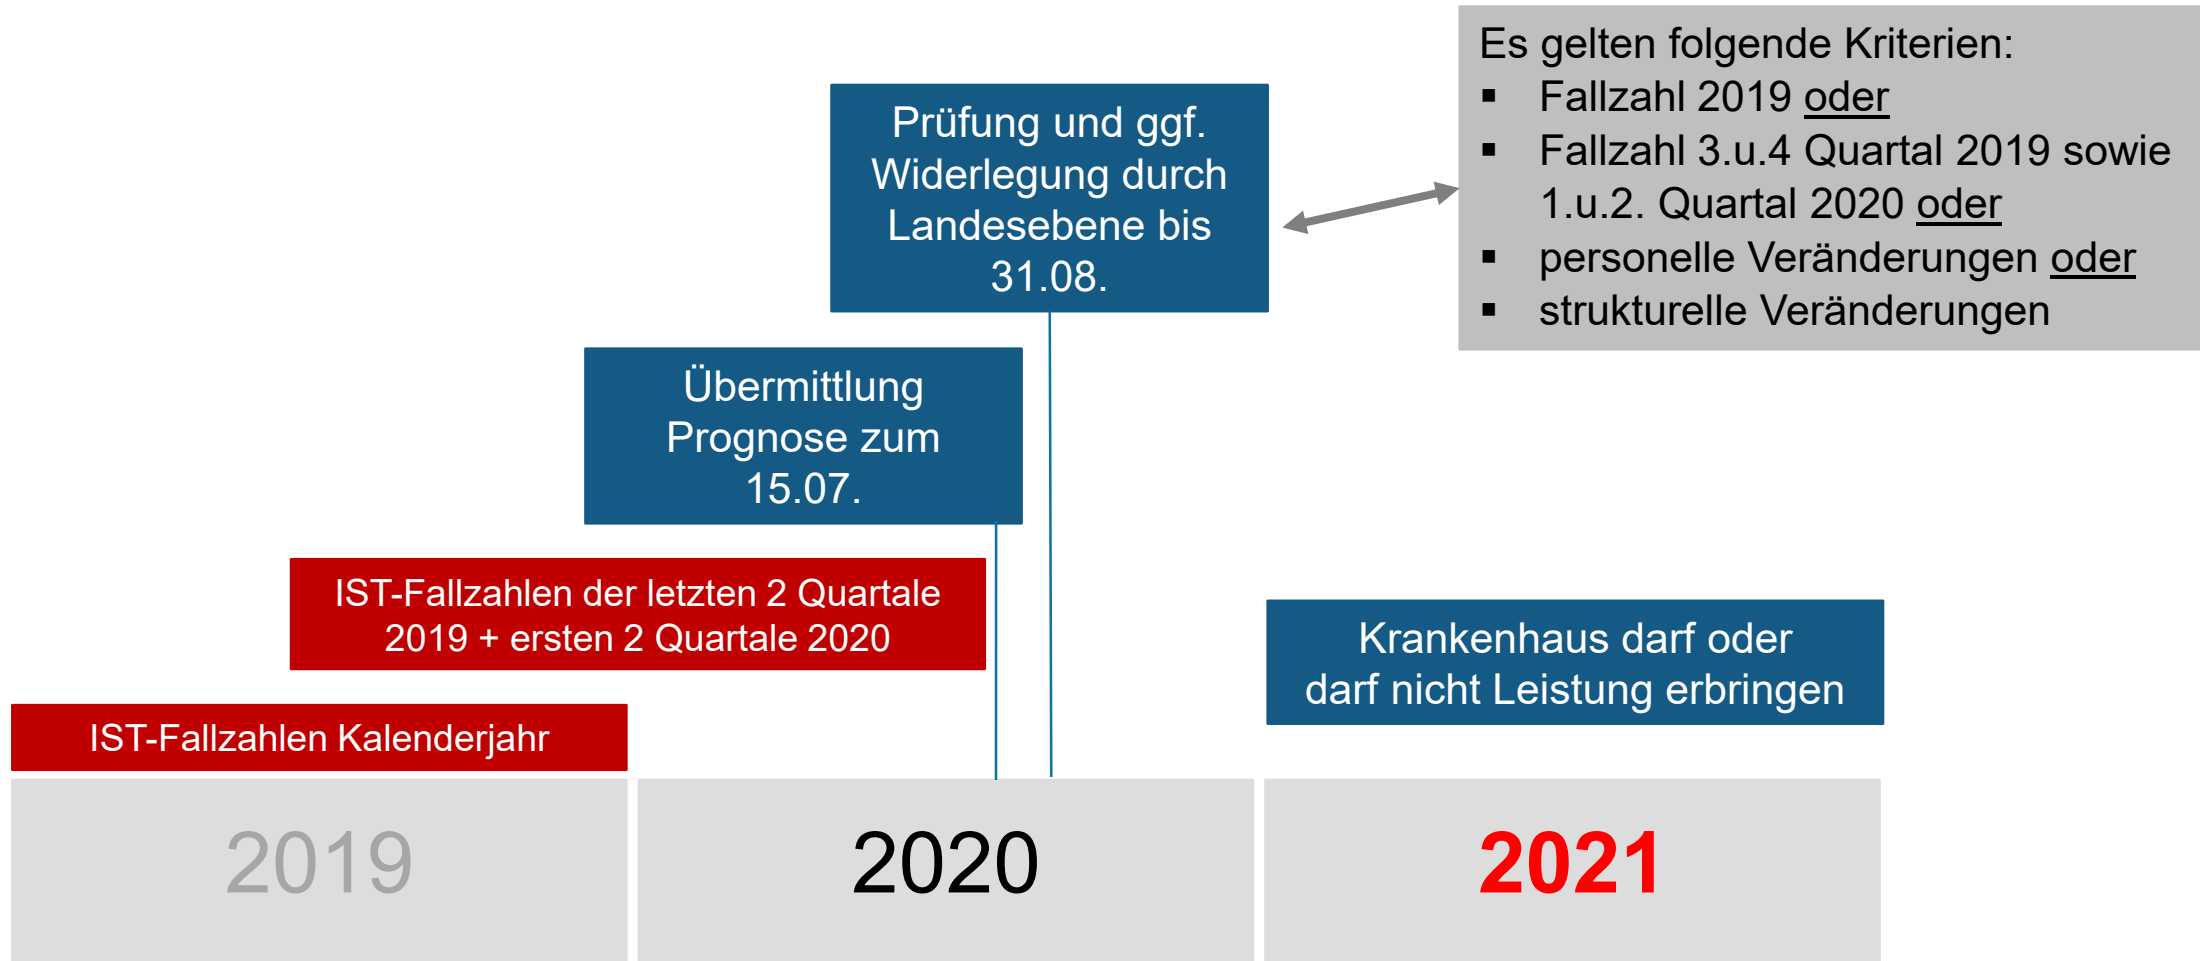 Es gelten folgende Kriterien:
▪ Fallzahl 2019 oder
▪ Fallzahl 3.u.4 Quartal 2019 sowie
1.u.2. Quartal 2020 oder
▪ personelle Veränderungen oder
▪ strukturelle Veränderungen
Prüfung und ggf.
Widerlegung durch
Landesebene bis
31.08.
Übermittlung
Prognose zum
15.07.
IST-Fallzahlen der letzten 2 Quartale
2019 + ersten 2 Quartale 2020
Krankenhaus darf oder
darf nicht Leistung erbringen
IST-Fallzahlen Kalenderjahr
2019
2020
2021